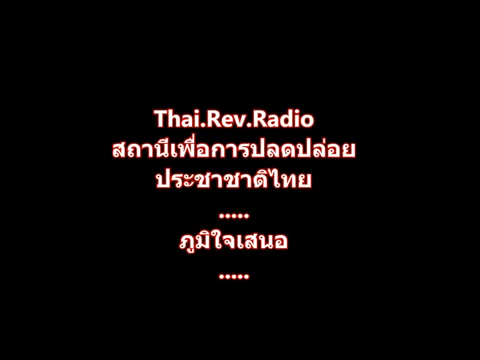 Thai.Rev.Radio
สถานีเพื่อการปลดปล่อย
ประชาชาติไทย
.....
ภูมิใจเสนอ
.....